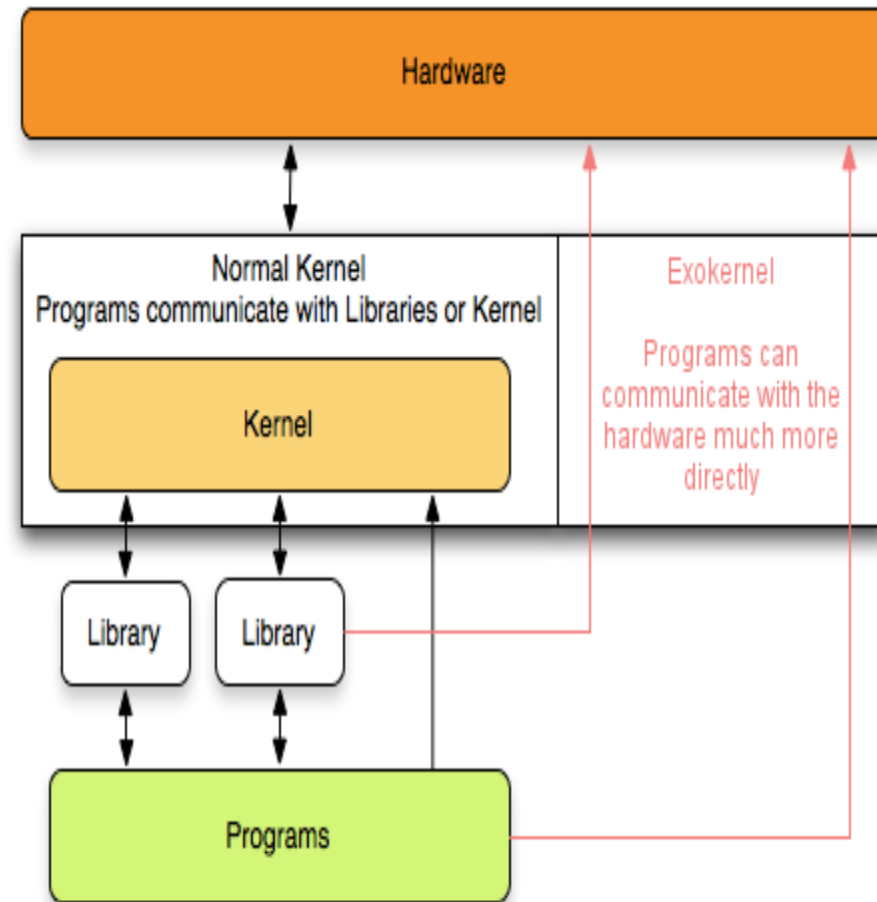 Hardware
Normal Kernel
Programs communicate with Libraries or Kernel
Exokernel
Programs can
communicate with the
hardware much more
directly
Kernel
Library
Library
Programs